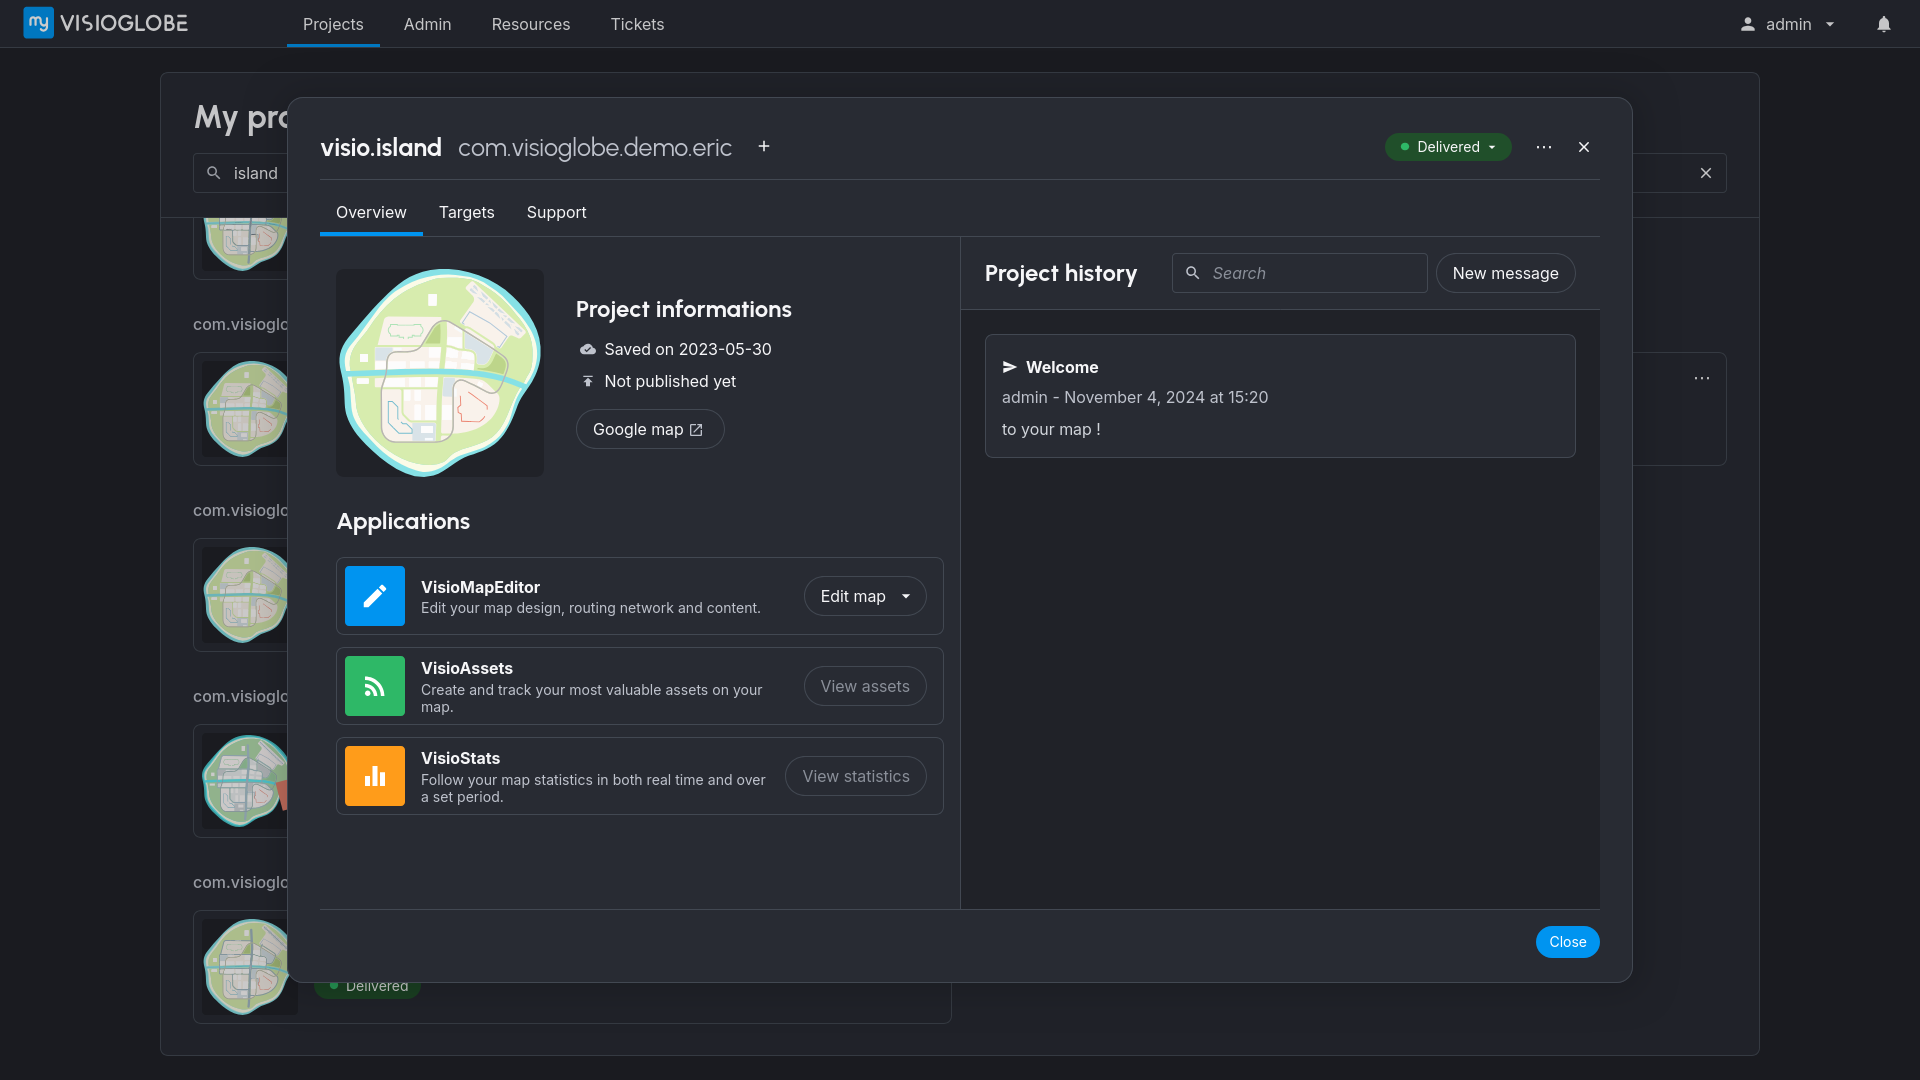 my VISIOGLOBE
Projects
Admin
Resources
Tickets
admin
My pro
island
visio.island com.visioglobe.demo.eric +
Delivered
Overview
Targets
Support
Project informations
Saved on 2023-05-30
Not published yet
Google map
Applications
VisioMapEditor
Edit your map design, routing network and content.
Edit map
VisioAssets
Create and track your most valuable assets on your
map.
View assets
VisioStats
Follow your map statistics in both real time and over
a set period.
View statistics
Project history
Search
New message
Welcome
admin - November 4, 2024 at 15:20
to your map !
Close
com.visioglo
com.visioglo
com.visioglo
com.visioglo
Delivered